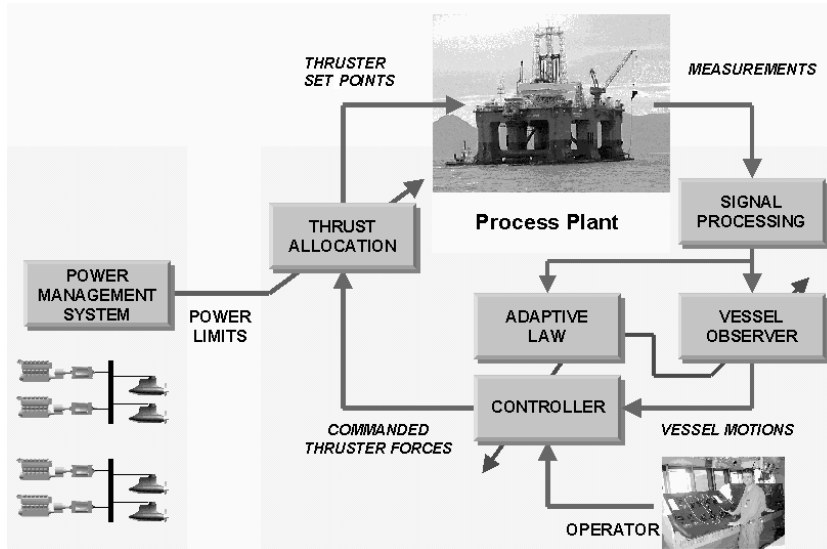 THRUSTER
SET POINTS
MEASUREMENTS
SIGNAL
PROCESSING
Process Plant
THRUST
ALLOCATION
POWER
MANAGEMENT
SYSTEM
POWER
LIMITS
ADAPTIVE
LAW
VESSEL
OBSERVER
CONTROLLER
COMMANDED
THRUSTER FORCES
VESSEL MOTIONS
OPERATOR